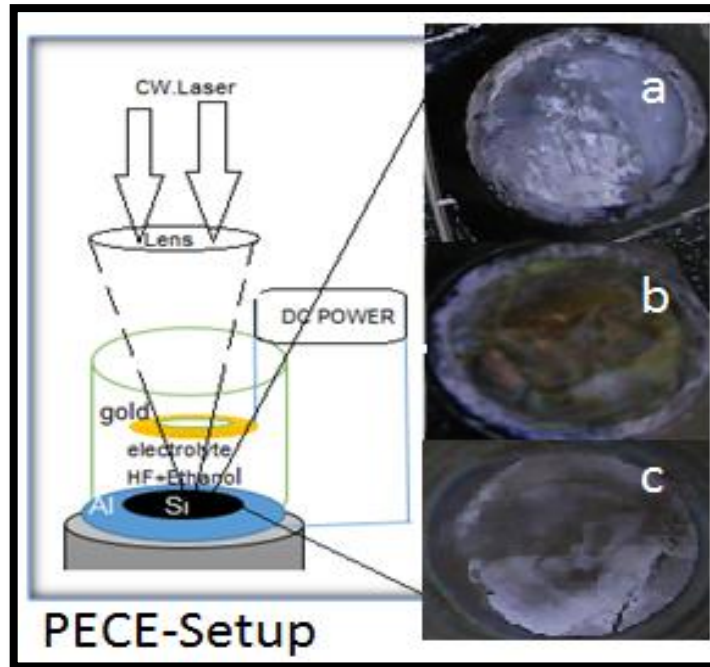 CW.Laser
Lens
DC POWER
gold
electrolyte
HF+Ethanol
Al
Si
PECE-Setup
a
b
c